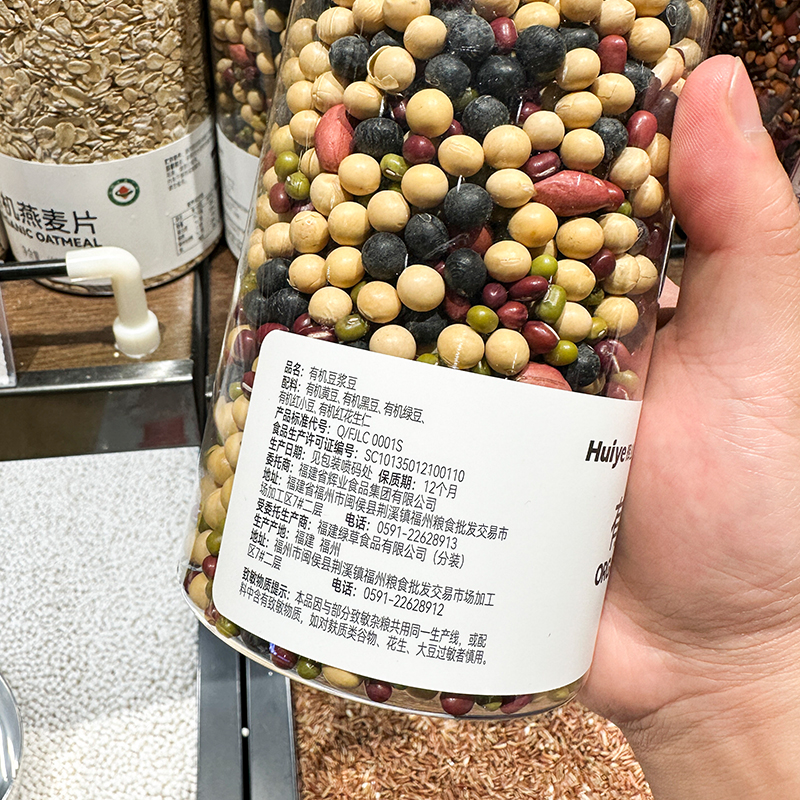 机燕麦片
ANIC OATMEAL
品名：有机豆浆豆
配料：有机黄豆、有机黑豆、有机绿豆、
有机红小豆、有机红花生仁
产品标准代号：Q/FJLC 0001S
食品生产许可证编号：SC10135012100110
生产日期：见包装喷码处 保质期：12个月
委托商：福建省辉业食品集团有限公司
地址：福建省福州市闽侯县荆溪镇福州粮食批发交易市
场加工区7#二层 电话：0591-22628913
受委托生产商：福建绿草食品有限公司（分装）
生产产地：福建 福州
地址：福州市闽侯县荆溪镇福州粮食批发交易市场加工
区7#二层 电话：0591-22628912
致敏物质提示：本品因与部分致敏杂粮共用同一生产线，或配
料中含有致敏物质，如对麸质类谷物、花生、大豆过敏者慎用。
Huiye